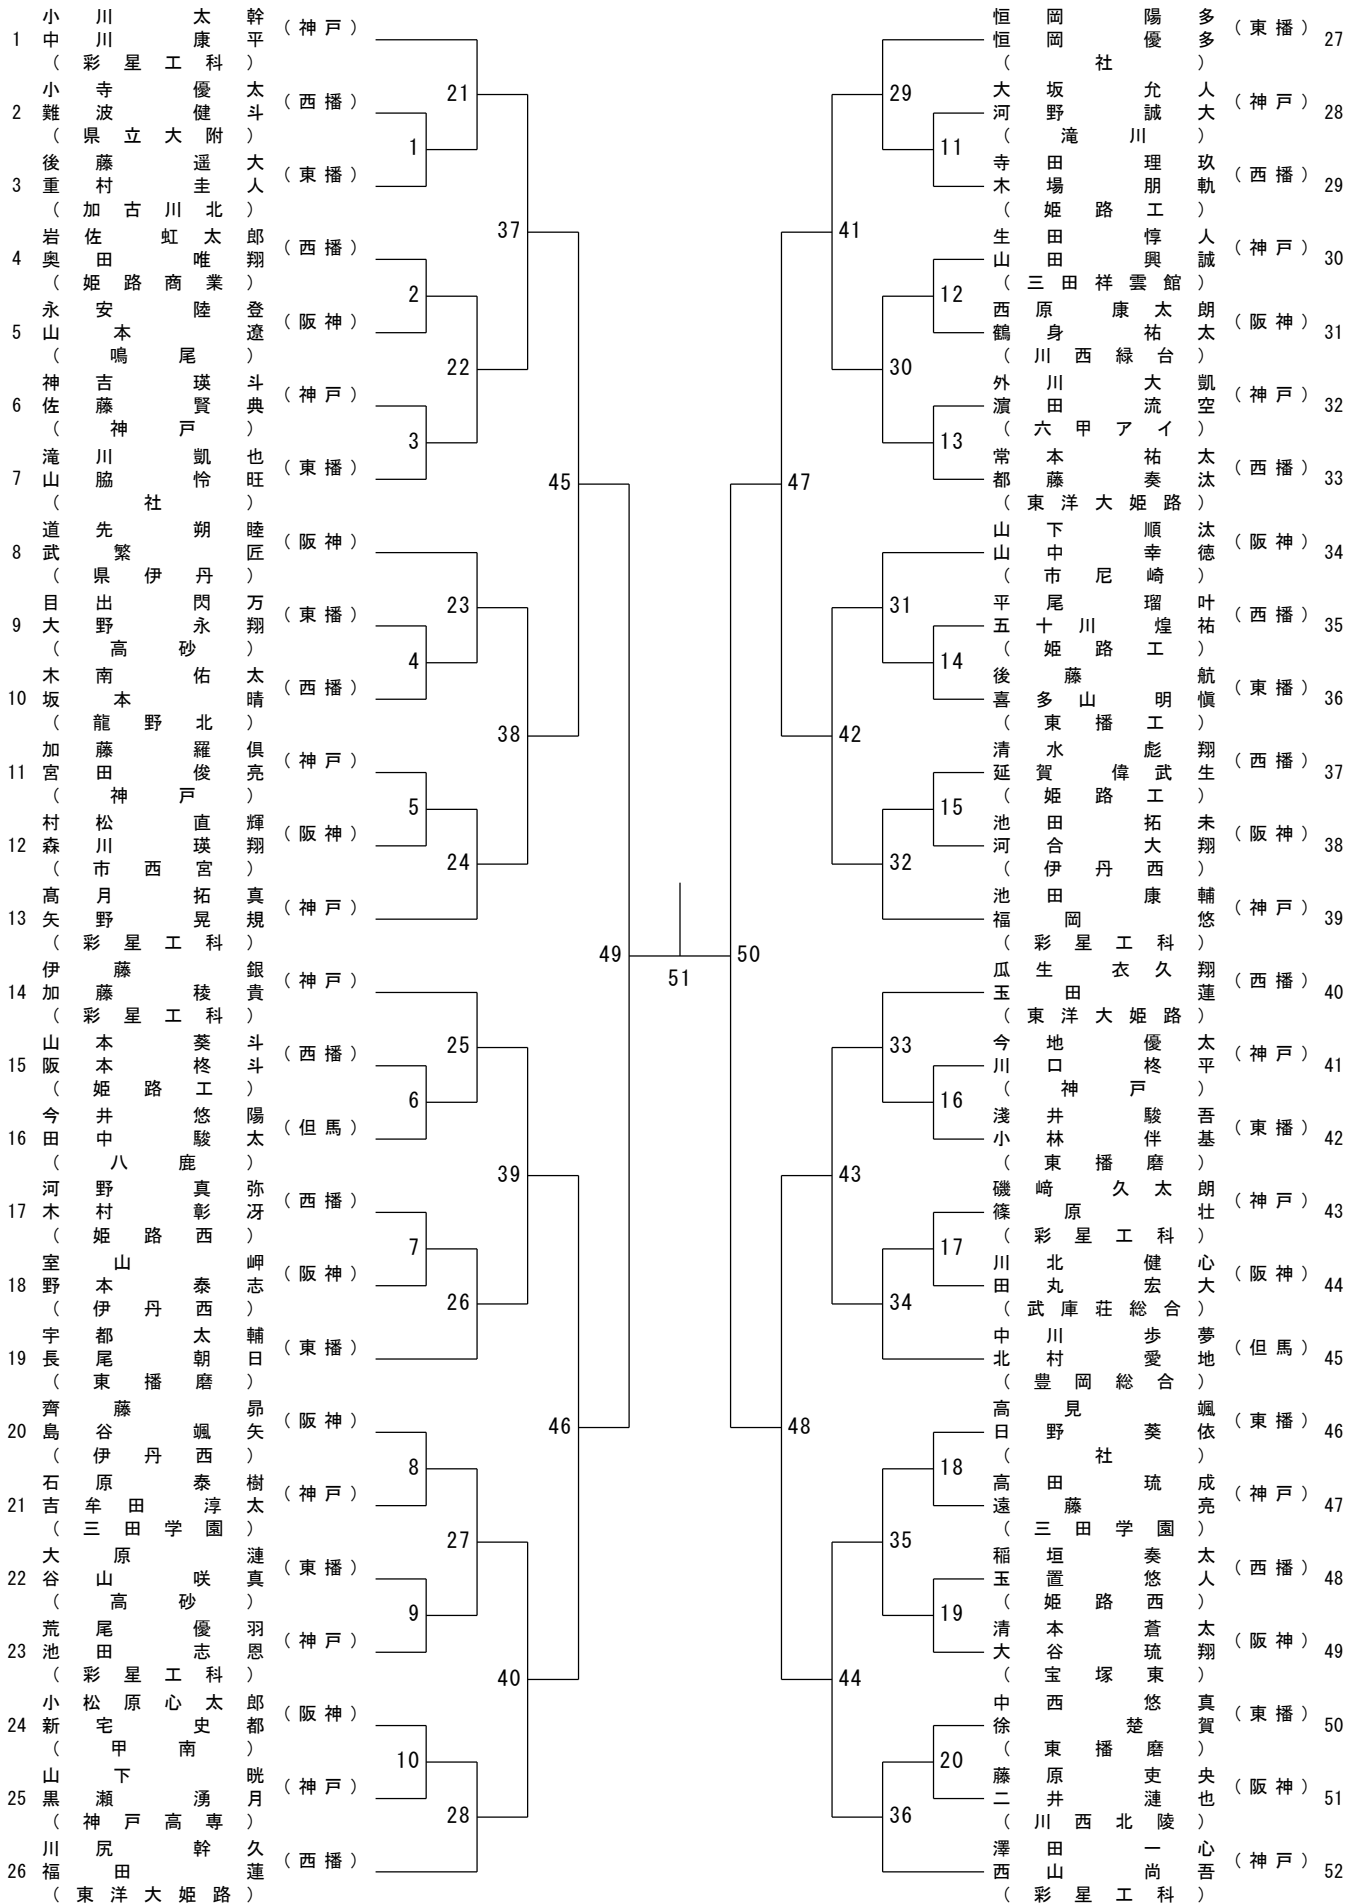 小川 太幹
1 中川 康平 (神戸)
(彩星工科)
小寺 優太
2 難波 健斗 (西播)
(県立大附)
後藤 遥大
3 重村 圭人 (東播)
(加古川北)
岩佐 虹太郎
4 奥田 唯翔 (西播)
(姫路商業)
永安 陸登
5 山本 遼 (阪神)
(鳴尾)
神吉 瑛斗
6 佐藤 賢典 (神戸)
(神戸)
滝川 凱也
7 山脇 怜旺 (東播)
(社)
道先 朔睦
8 武繁 匠 (阪神)
(県伊丹)
目出 閃万
9 大野 永翔 (東播)
(高砂)
木南 佑太
10 坂本 晴 (西播)
(龍野北)
加藤 羅倶
11 宮田 俊亮 (神戸)
(神戸)
村松 直輝
12 森川 瑛翔 (阪神)
(市西宮)
髙月 拓真
13 矢野 晃規 (神戸)
(彩星工科)
伊藤 銀
14 加藤 稜貴 (神戸)
(彩星工科)
山本 葵斗
15 阪本 柊斗 (西播)
(姫路工)
今井 悠陽
16 田中 駿太 (但馬)
(八鹿)
河野 真弥
17 木村 彰冴 (西播)
(姫路西)
室山 岬
18 野本 泰志 (阪神)
(伊丹西)
宇都 太輔
19 長尾 朝日 (東播)
(東播磨)
齊藤 昴
20 島谷 颯矢 (阪神)
(伊丹西)
石原 泰樹
21 吉牟田 淳太 (神戸)
(三田学園)
大原 漣
22 谷山 咲真 (東播)
(高砂)
荒尾 優羽
23 池田 志恩 (神戸)
(彩星工科)
小松原 心太郎
24 新宅 史都 (阪神)
(甲南)
山下 晄
25 黒瀬 湧月 (神戸)
(神戸高専)
川尻 幹久
26 福田 蓮 (西播)
(東洋大姫路)
1
2
3
4
5
6
7
8
9
10
21
22
23
24
25
26
27
28
37
38
39
40
45
46
49
51
50
47
48
41
42
43
44
29
30
31
32
33
34
35
36
11
12
13
14
15
16
17
18
19
20
恒岡 陽多
恒岡 優多 (東播) 27
(社)
大坂 允人
河野 誠大 (神戸) 28
(滝川)
寺田 理玖
木場 朋軌 (西播) 29
(姫路工)
生田 惇人
山田 興誠 (神戸) 30
(三田祥雲館)
西原 康太朗
鶴身 祐太 (阪神) 31
(川西緑台)
外川 大凱
濵田 流空 (神戸) 32
(六甲アイ)
常本 祐太
都藤 奏汰 (西播) 33
(東洋大姫路)
山下 順汰
山中 幸徳 (阪神) 34
(市尼崎)
平尾 瑠叶
五十川 煌祐 (西播) 35
(姫路工)
後藤 航
喜多山 明愼 (東播) 36
(東播工)
清水 彪翔
延賀 偉武生 (西播) 37
(姫路工)
池田 拓未
河合 大翔 (阪神) 38
(伊丹西)
池田 康輔
福岡 悠 (神戸) 39
(彩星工科)
瓜生 衣久翔
玉田 蓮 (西播) 40
(東洋大姫路)
今地 優太
川口 柊平 (神戸) 41
(神戸)
淺井 駿吾
小林 伴基 (東播) 42
(東播磨)
磯﨑 久太朗
篠原 壮 (神戸) 43
(彩星工科)
川北 健心
田丸 宏大 (阪神) 44
(武庫荘総合)
中川 歩夢
北村 愛地 (但馬) 45
(豊岡総合)
高見 颯
日野 葵依 (東播) 46
(社)
高田 琉成
遠藤 亮 (神戸) 47
(三田学園)
稲垣 奏太
玉置 悠人 (西播) 48
(姫路西)
清本 蒼太
大谷 琉翔 (阪神) 49
(宝塚東)
中西 悠真
徐 楚賀 (東播) 50
(東播磨)
藤原 吏央
二井 漣也 (阪神) 51
(川西北陵)
澤田 一心
西山 尚吾 (神戸) 52
(彩星工科)